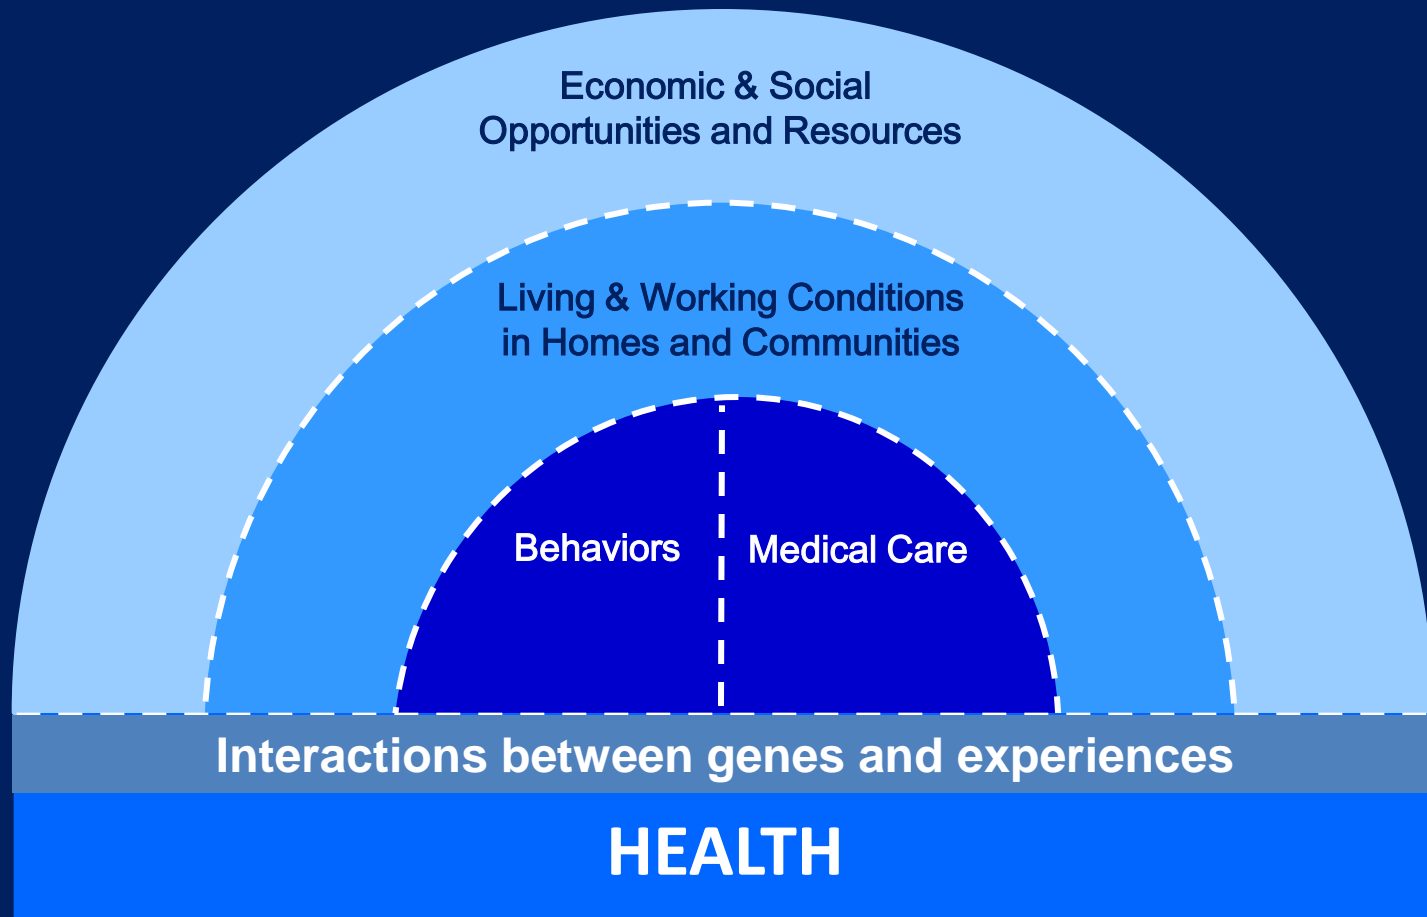 Economic & Social
Opportunities and Resources
Living & Working Conditions
in Homes and Communities
Behaviors
Medical Care
Interactions between genes and experiences
HEALTH